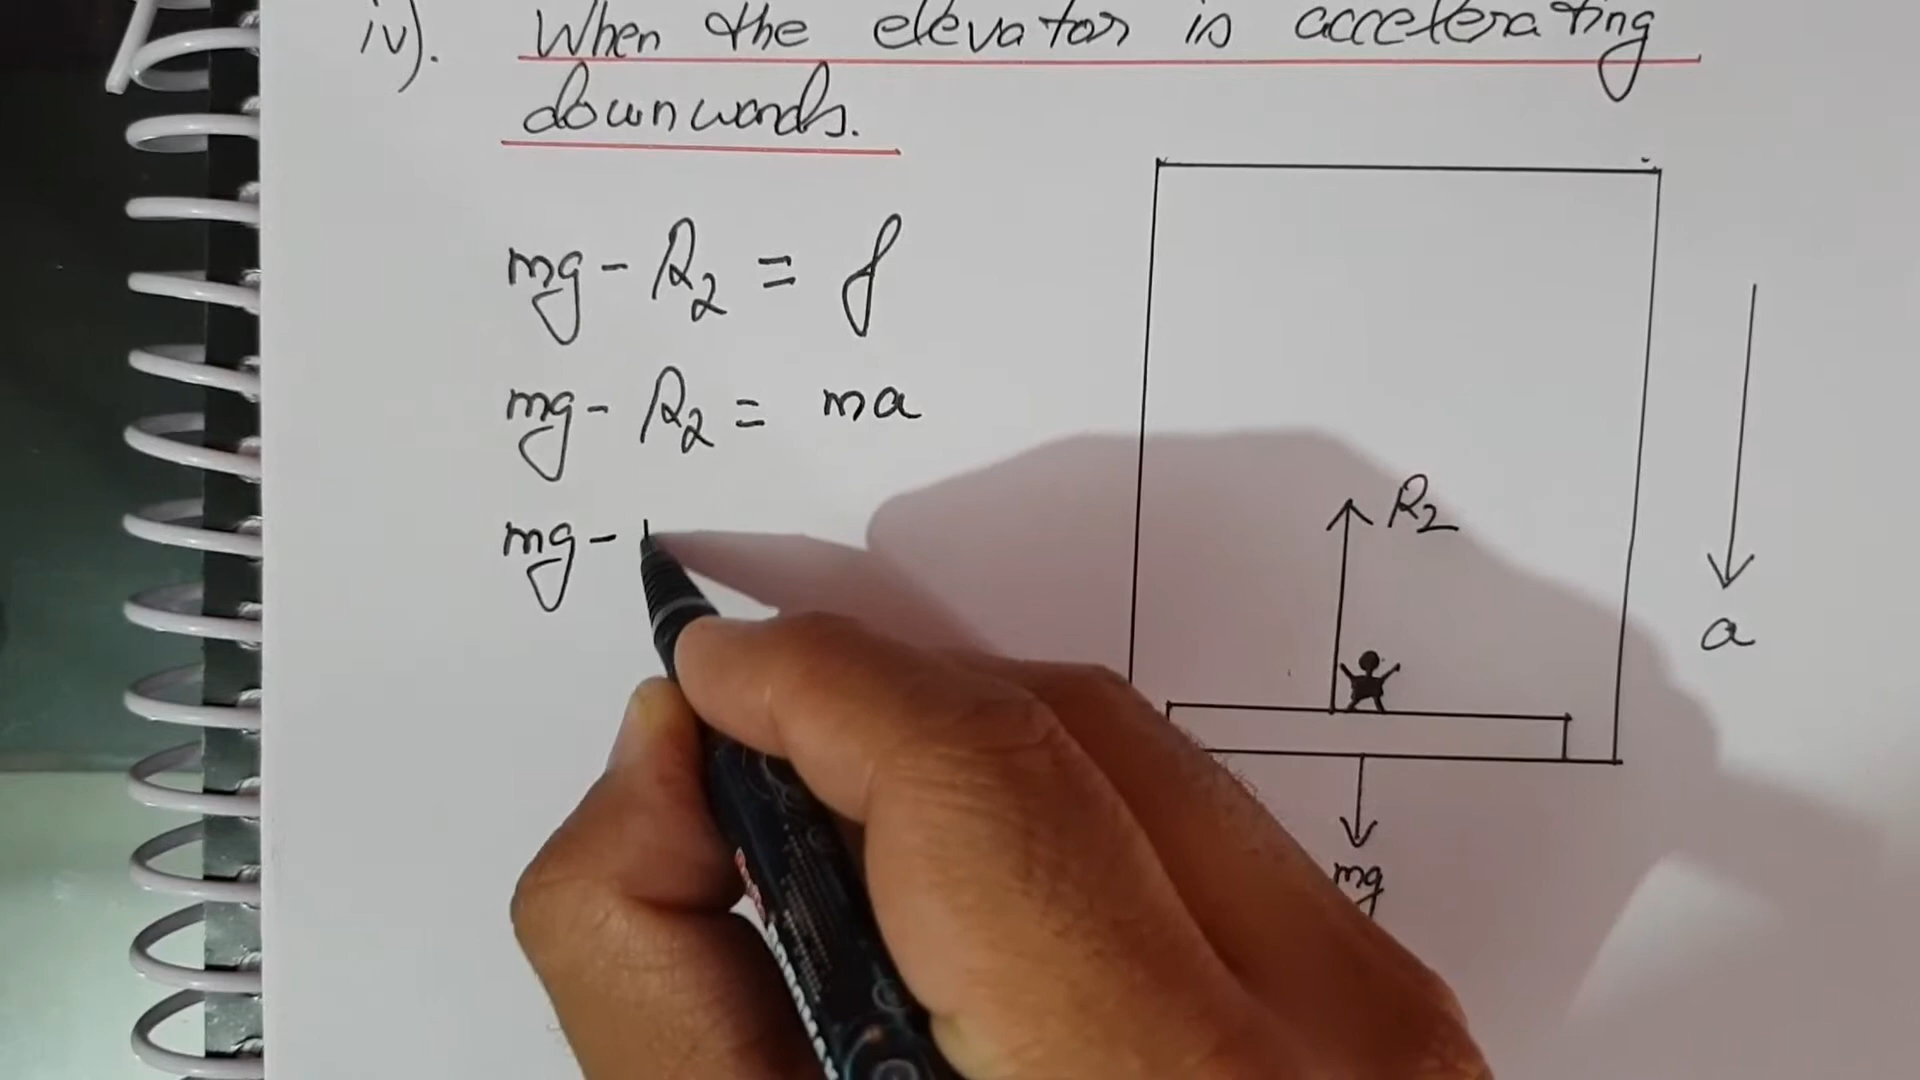 iv). When the elevator is accelerating
downwards.
mg - R2 = f
mg - R2 = ma
mg -
R2
a
mg